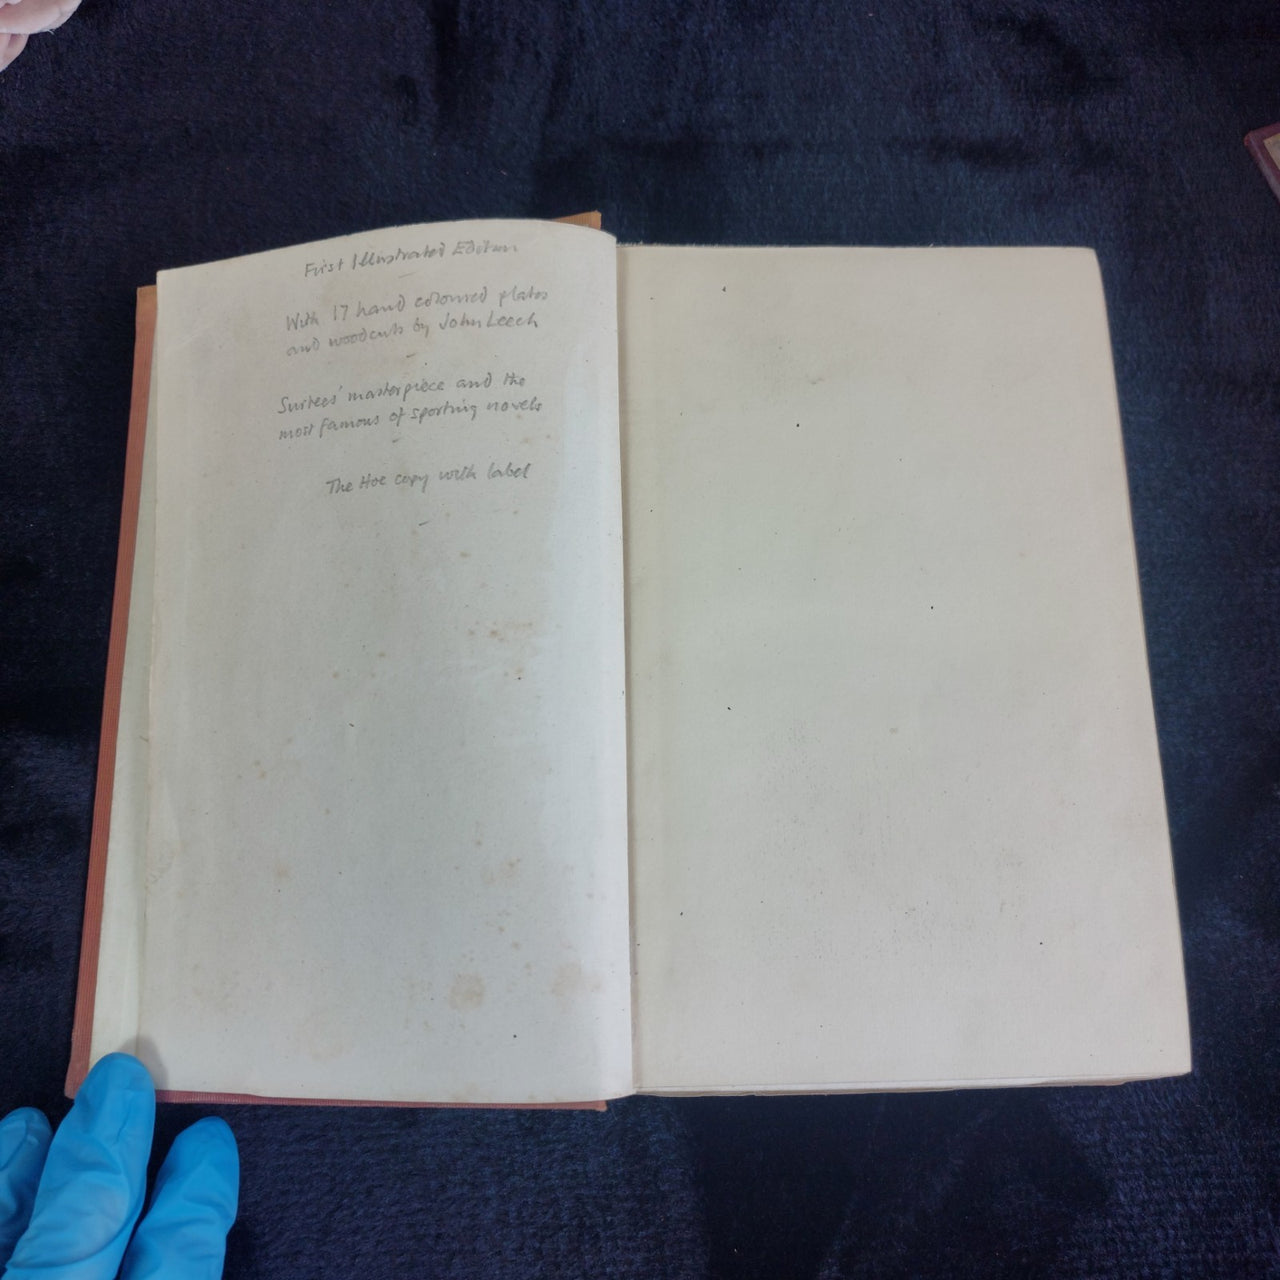 First Illustrated Edition
With 17 hand coloured plates
and woodcuts by John Leech
Surtees' masterpiece and the
most famous of sporting novels
The Hoe copy with label